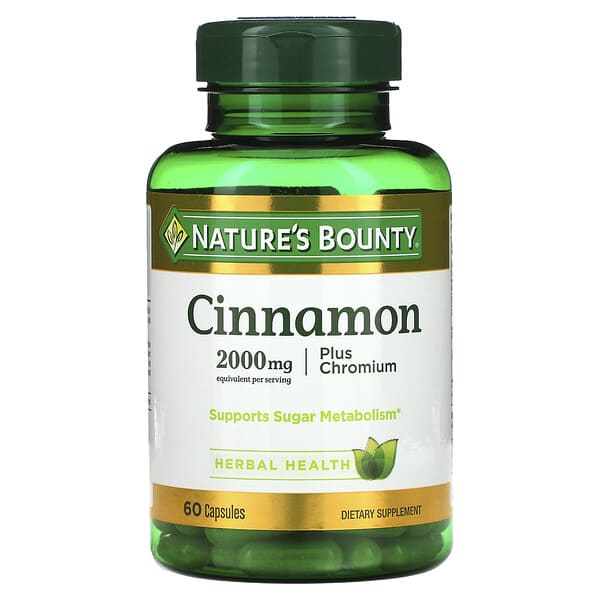 NATURE'S BOUNTY®
Cinnamon
2000mg
equivalent per serving
Plus
Chromium
Supports Sugar Metabolism*
HERBAL HEALTH
60 Capsules
DIETARY SUPPLEMENT